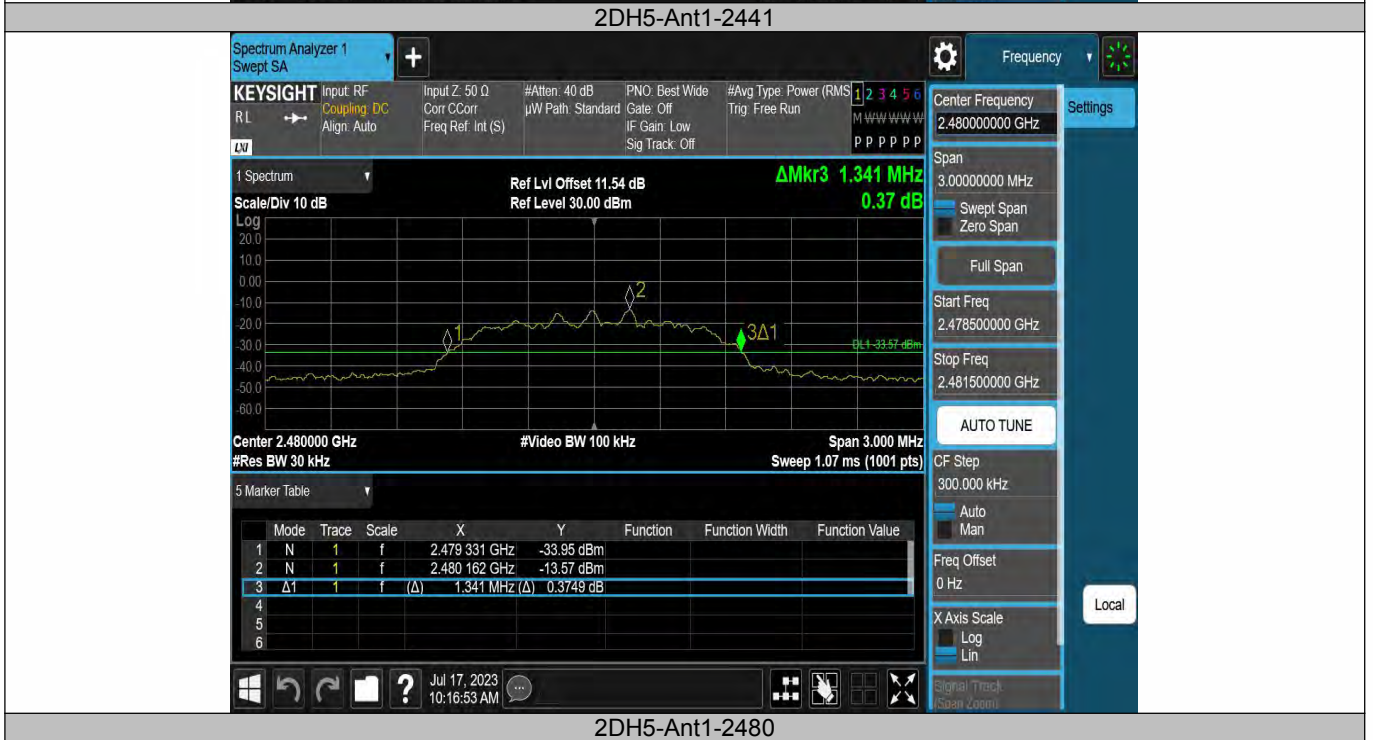 2DH5-Ant1-2441
Spectrum Analyzer 1
Swept SA
Frequency
KEYSIGHT
RL
LXI
Input: RF
Coupling: DC
Align: Auto
Input Z: 50 Ω
Corr CCorr
Freq Ref: Int (S)
#Atten: 40 dB
µW Path: Standard
PNO: Best Wide
Gate: Off
IF Gain: Low
Sig Track: Off
#Avg Type: Power (RMS
Trig: Free Run
1 2 3 4 5 6
M W W W W W
P P P P P P
1 Spectrum
Scale/Div 10 dB
Ref Lvl Offset 11.54 dB
Ref Level 30.00 dBm
ΔMkr3 1.341 MHz
0.37 dB
Log
20.0
10.0
0.00
-10.0
-20.0
-30.0
-40.0
-50.0
-60.0
1
2
3Δ1
DL1 -33.57 dBm
Center 2.480000 GHz
#Res BW 30 kHz
#Video BW 100 kHz
Span 3.000 MHz
Sweep 1.07 ms (1001 pts)
5 Marker Table
Mode Trace Scale X Y Function Function Width Function Value
1 N 1 f 2.479 331 GHz -33.95 dBm
2 N 1 f 2.480 162 GHz -13.57 dBm
3 Δ1 1 f (Δ) 1.341 MHz (Δ) 0.3749 dB
4
5
6
Jul 17, 2023
10:16:53 AM
Center Frequency
2.480000000 GHz
Settings
Span
3.00000000 MHz
Swept Span
Zero Span
Full Span
Start Freq
2.478500000 GHz
Stop Freq
2.481500000 GHz
AUTO TUNE
CF Step
300.000 kHz
Auto
Man
Freq Offset
0 Hz
X Axis Scale
Log
Lin
Local
Signal Track
(Span Zoom)
2DH5-Ant1-2480